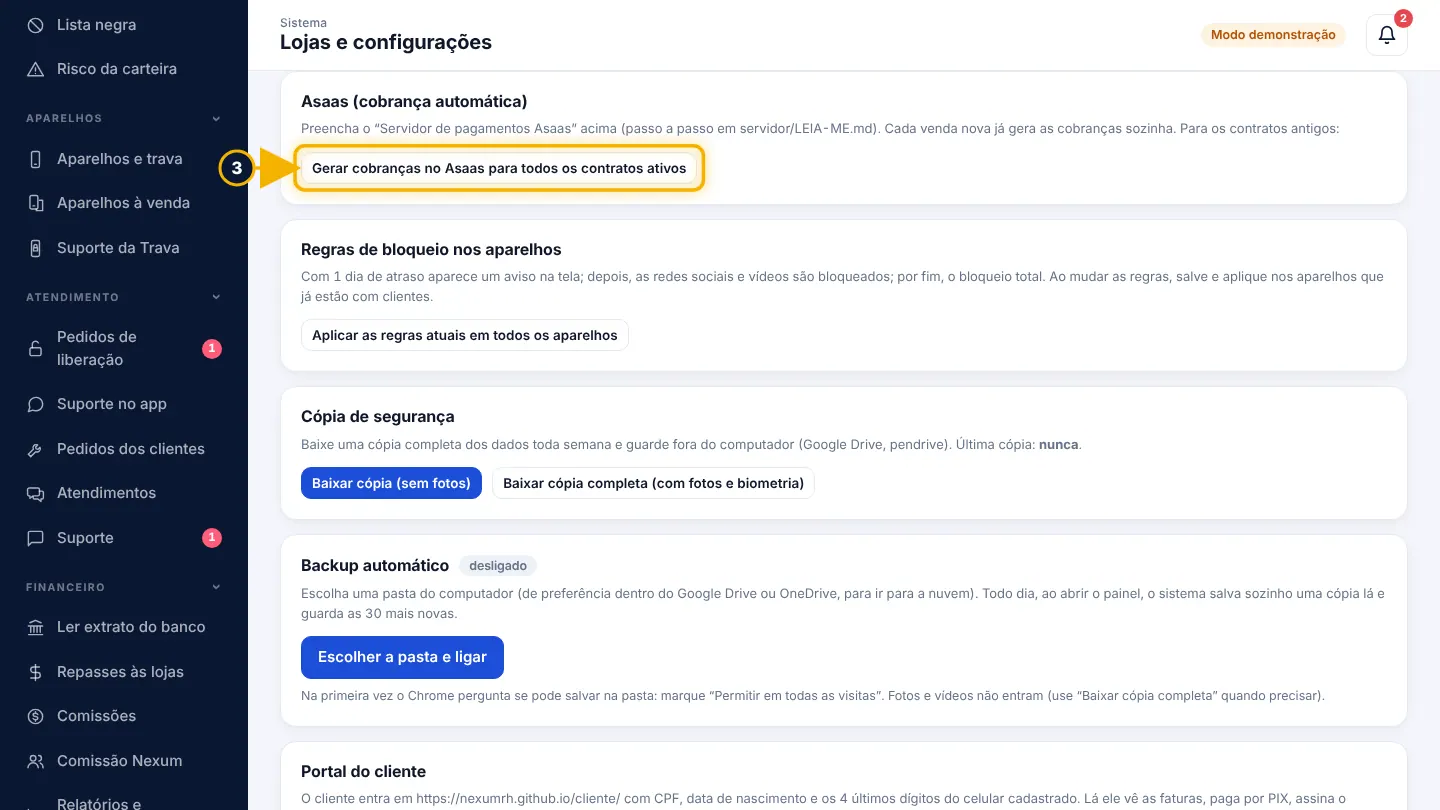 Lista negra
Risco da carteira
APARELHOS
Aparelhos e trava
Aparelhos à venda
Suporte da Trava
ATENDIMENTO
Pedidos de
liberação
1
Suporte no app
Pedidos dos clientes
Atendimentos
Suporte
1
FINANCEIRO
Ler extrato do banco
Repasses às lojas
Comissões
Comissão Nexum
Relatórios e
Sistema
Lojas e configurações
Modo demonstração
2
Asaas (cobrança automática)
Preencha o “Servidor de pagamentos Asaas” acima (passo a passo em servidor/LEIA-ME.md). Cada venda nova já gera as cobranças sozinha. Para os contratos antigos:
3
Gerar cobranças no Asaas para todos os contratos ativos
Regras de bloqueio nos aparelhos
Com 1 dia de atraso aparece um aviso na tela; depois, as redes sociais e vídeos são bloqueados; por fim, o bloqueio total. Ao mudar as regras, salve e aplique nos aparelhos que
já estão com clientes.
Aplicar as regras atuais em todos os aparelhos
Cópia de segurança
Baixe uma cópia completa dos dados toda semana e guarde fora do computador (Google Drive, pendrive). Última cópia: nunca.
Baixar cópia (sem fotos)
Baixar cópia completa (com fotos e biometria)
Backup automático
desligado
Escolha uma pasta do computador (de preferência dentro do Google Drive ou OneDrive, para ir para a nuvem). Todo dia, ao abrir o painel, o sistema salva sozinho uma cópia lá e
guarda as 30 mais novas.
Escolher a pasta e ligar
Na primeira vez o Chrome pergunta se pode salvar na pasta: marque “Permitir em todas as visitas”. Fotos e vídeos não entram (use “Baixar cópia completa” quando precisar).
Portal do cliente
O cliente entra em https://nexumrh.github.io/cliente/ com CPF, data de nascimento e os 4 últimos dígitos do celular cadastrado. Lá ele vê as faturas, paga por PIX, assina o